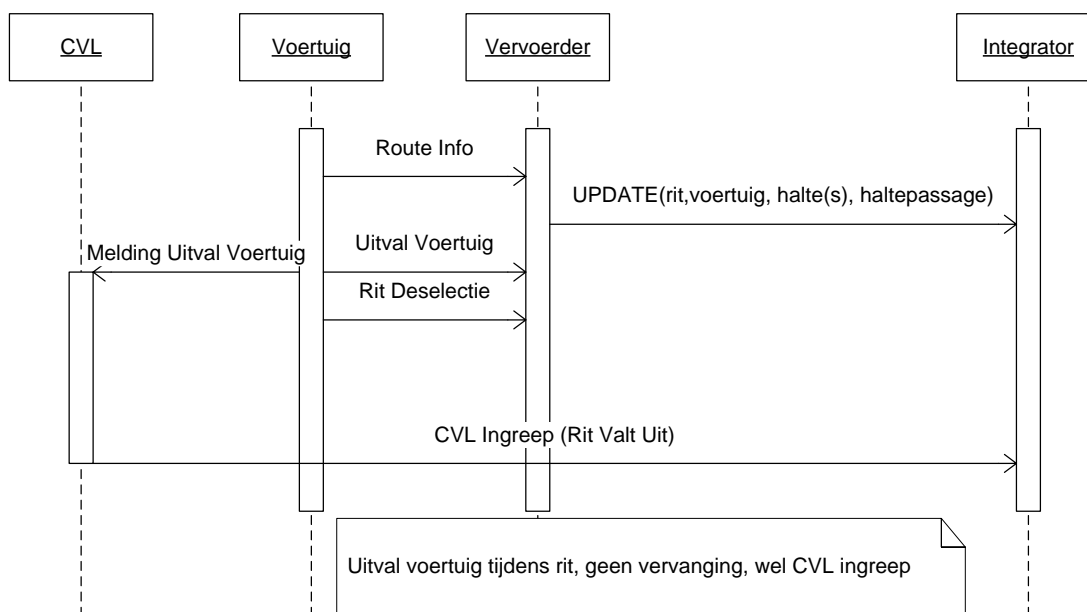 CVL
Voertuig
Vervoerder
Integrator
Route Info
UPDATE(rit,voertuig, halte(s), haltepassage)
Melding Uitval Voertuig
Uitval Voertuig
Rit Deselectie
CVL Ingreep (Rit Valt Uit)
Uitval voertuig tijdens rit, geen vervanging, wel CVL ingreep